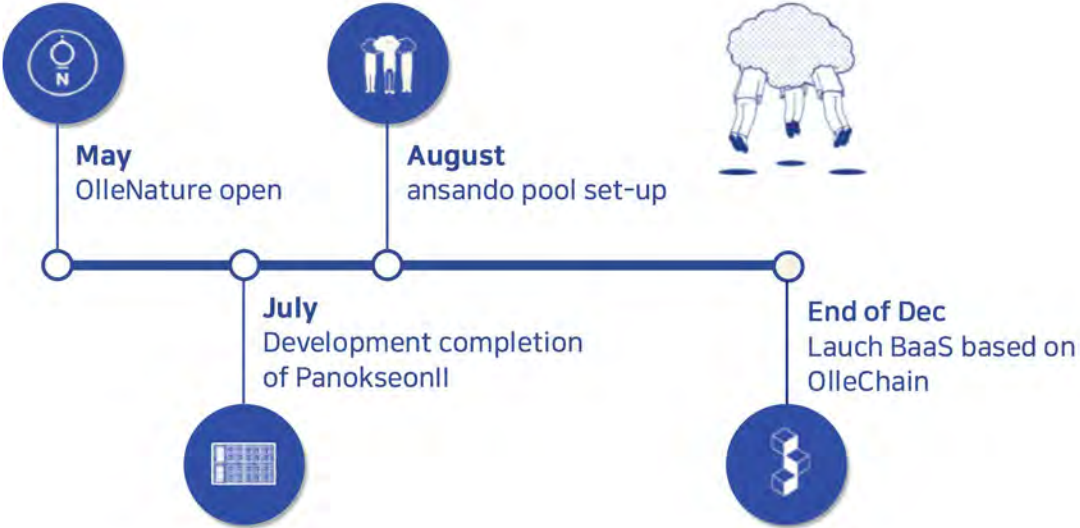 N
May
OlleNature open
August
ansando pool set-up
July
Development completion
of PanokseonII
End of Dec
Lauch BaaS based on
OlleChain